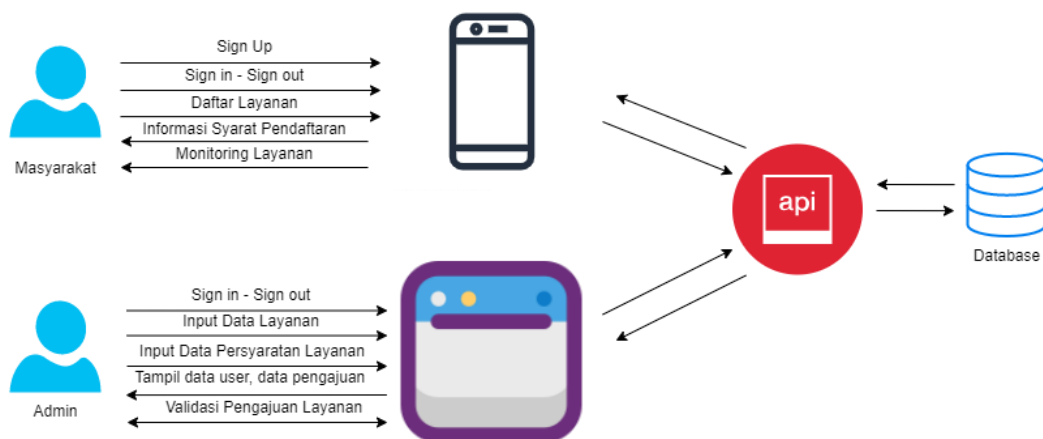 Sign Up
Sign in - Sign out
Daftar Layanan
Informasi Syarat Pendaftaran
Monitoring Layanan
Masyarakat
api
Database
Sign in - Sign out
Input Data Layanan
Input Data Persyaratan Layanan
Tampil data user, data pengajuan
Validasi Pengajuan Layanan
Admin